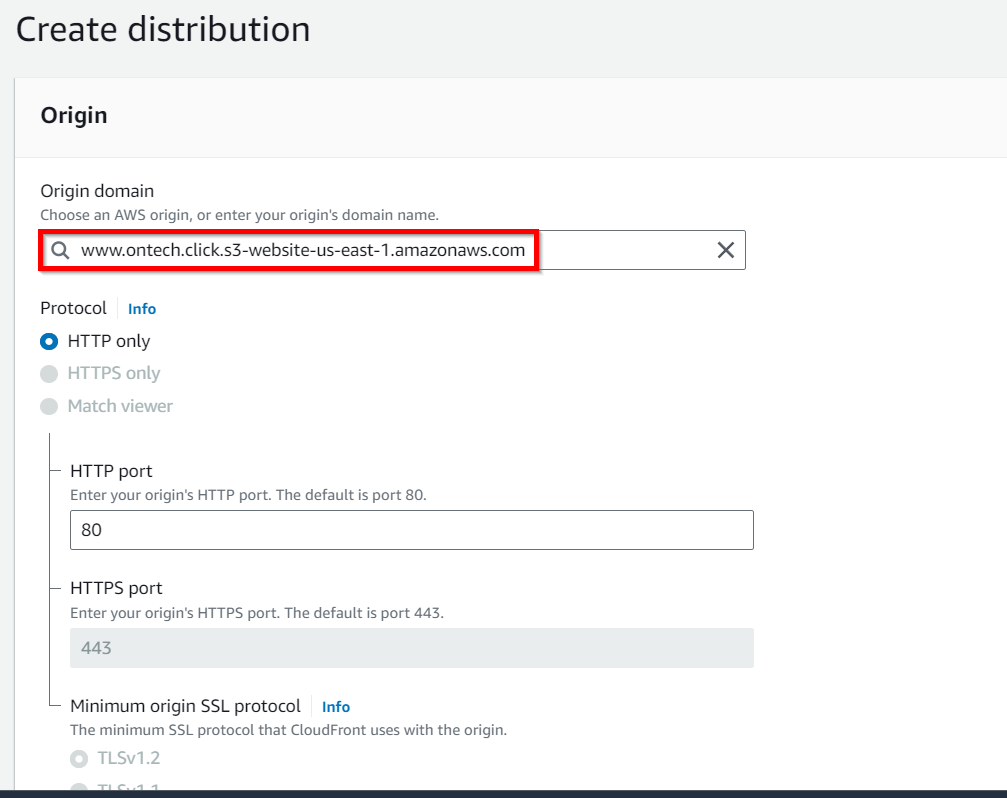 Create distribution
Origin
Origin domain
Choose an AWS origin, or enter your origin's domain name.
www.ontech.click.s3-website-us-east-1.amazonaws.com
Protocol Info
HTTP only
HTTPS only
Match viewer
HTTP port
Enter your origin's HTTP port. The default is port 80.
80
HTTPS port
Enter your origin's HTTPS port. The default is port 443.
443
Minimum origin SSL protocol Info
The minimum SSL protocol that CloudFront uses with the origin.
TLSv1.2
TLSv1.1